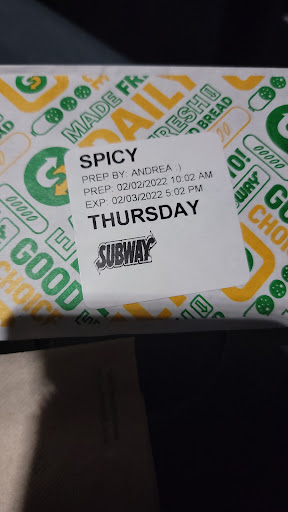 SPICY
PREP BY: ANDREA :)
PREP: 02/02/2022 10:02 AM
EXP: 02/03/2022 5:02 PM
THURSDAY
SUBWAY
MADE
DAILY
BREAD
GOOD
CHOICE